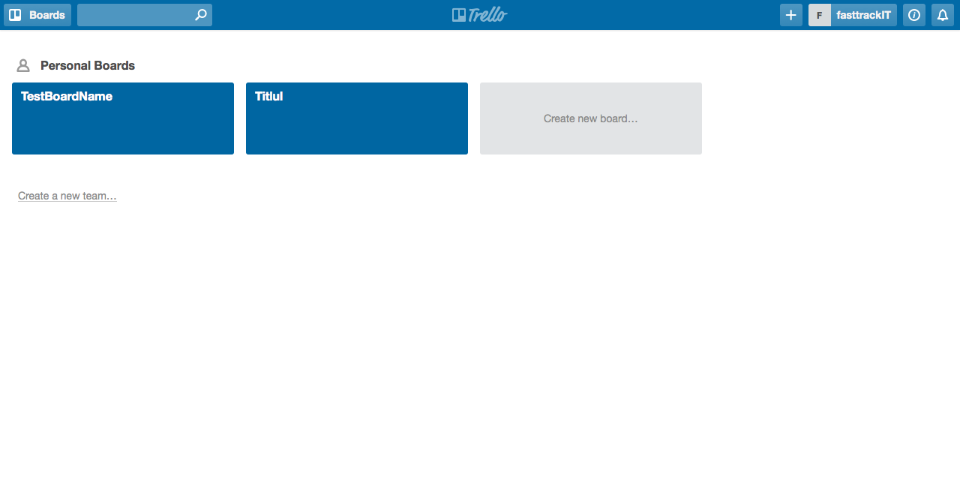 Boards
Trello
F fasttrackIT
Personal Boards
TestBoardName
Titlul
Create new board…
Create a new team…